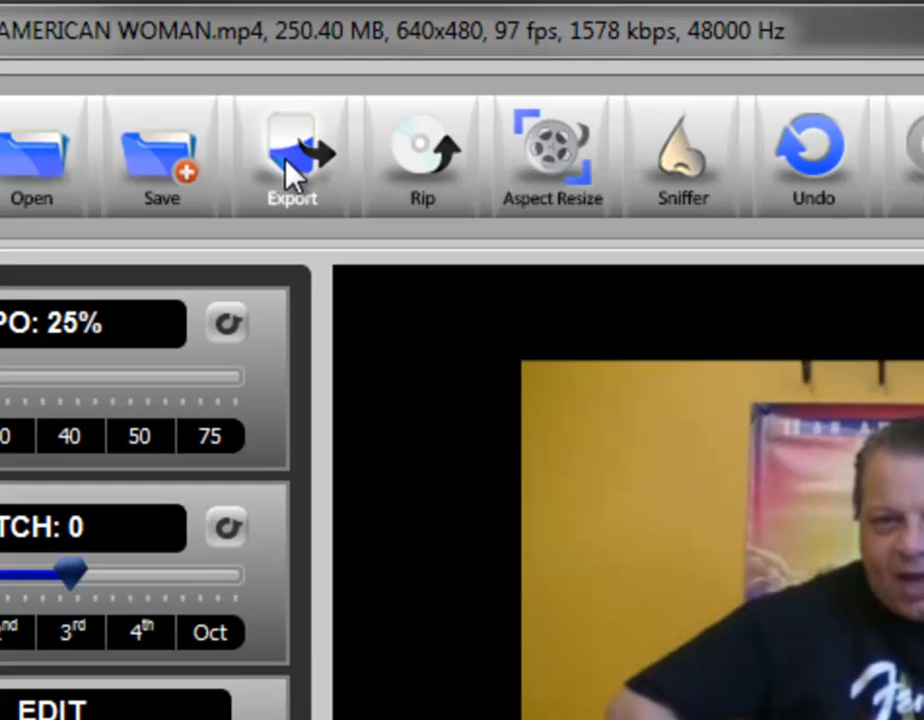 AMERICAN WOMAN.mp4, 250.40 MB, 640x480, 97 fps, 1578 kbps, 48000 Hz
Open Save Export Rip Aspect Resize Sniffer Undo
PO: 25%
0 40 50 75
TCH: 0
nd 3rd 4th Oct
EDIT